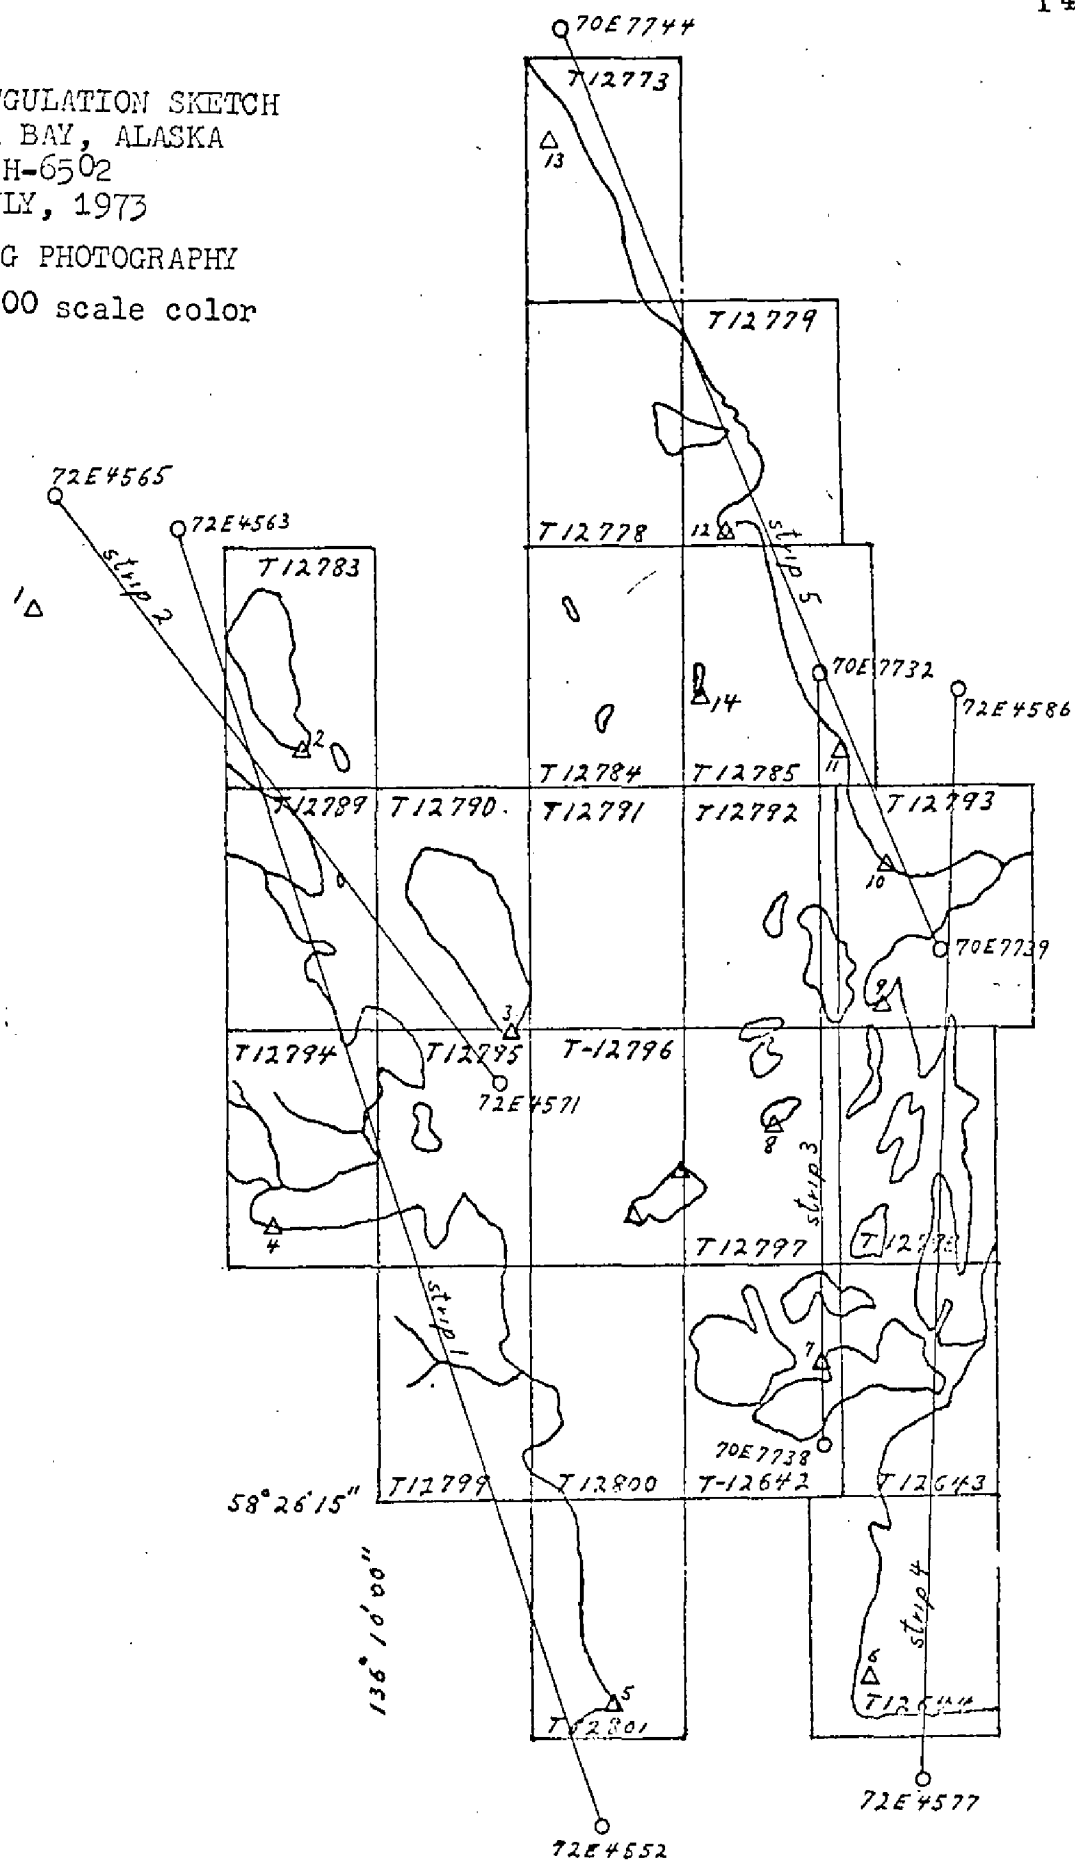 14
GULATION SKETCH
BAY, ALASKA
H-6502
LY, 1973
G PHOTOGRAPHY
00 scale color
70E7744
T12773
13
T12779
72E4565
72E4563
strip 2
T12783
1
T12778
12
strip 5
70E7732
72E4586
14
2
11
T12784
T12785
T12789
T12790
T12791
T12792
T12793
10
70E7739
9
3
T12794
T12795
T-12796
72E4571
8
strip 3
4
T12797
T12798
strip 1
7
70E7738
T12799
T12800
T-12642
T12643
58° 26' 15"
136° 10' 00"
strip 4
6
5
T12644
T12801
72E4577
72E4552